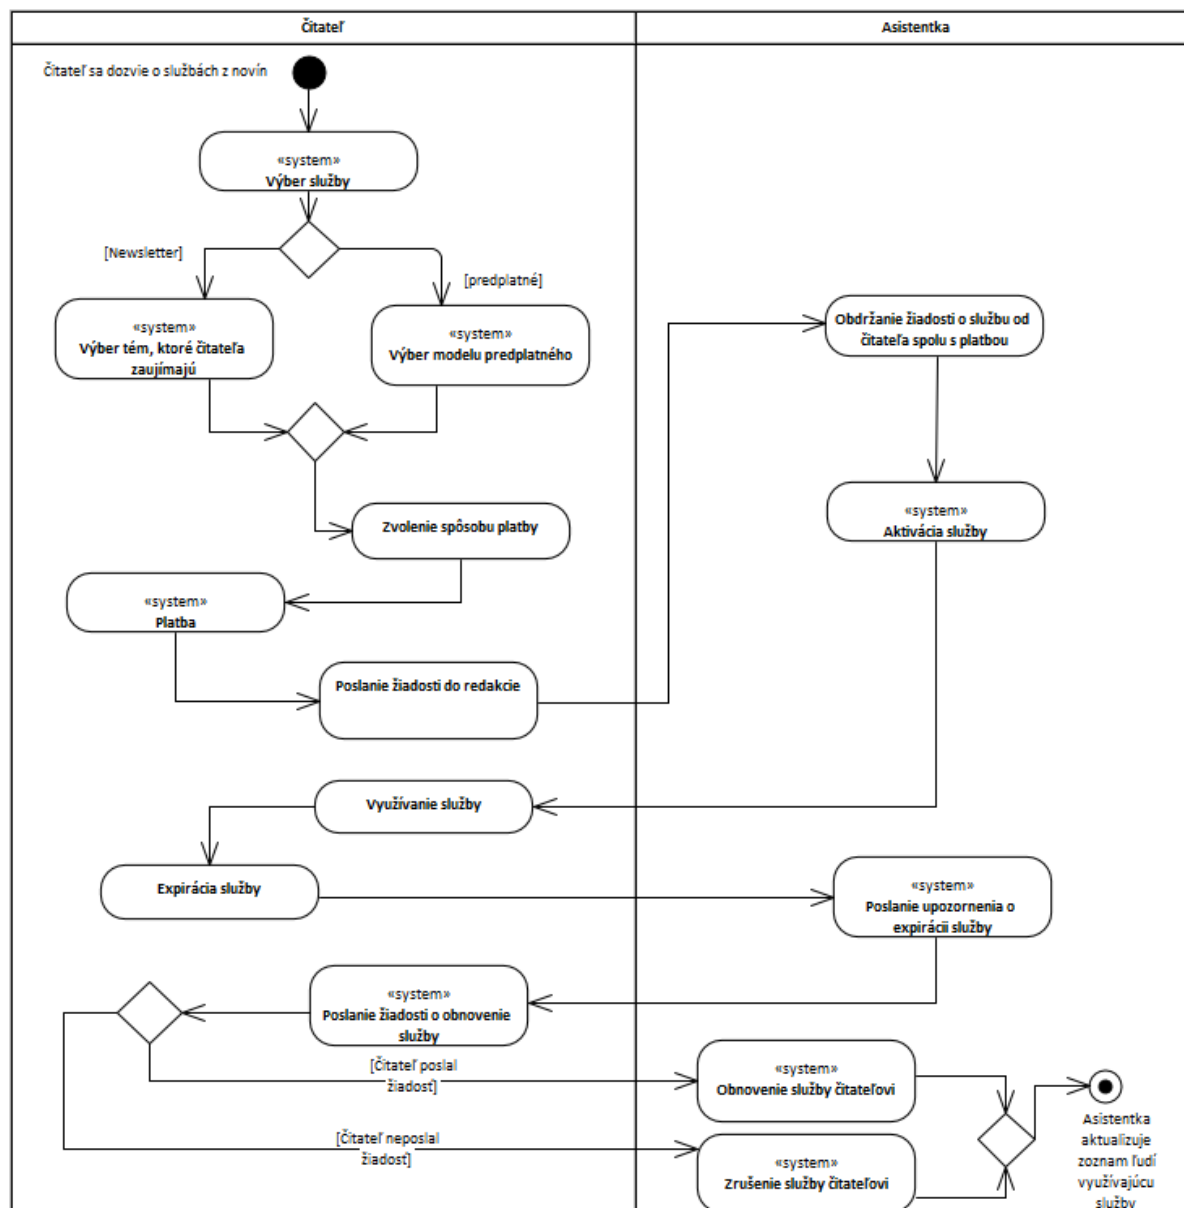 Čitateľ
Asistentka
Čitateľ sa dozvie o službách z novín
«system»
Výber služby
[Newsletter]
[predplatné]
«system»
Výber tém, ktoré čitateľa
zaujímajú
«system»
Výber modelu predplatného
Obdržanie žiadosti o službu od
čitateľa spolu s platbou
«system»
Aktivácia služby
Zvolenie spôsobu platby
«system»
Platba
Poslanie žiadosti do redakcie
Využívanie služby
Expirácia služby
«system»
Poslanie upozornenia o
expirácii služby
«system»
Poslanie žiadosti o obnovenie
služby
[Čitateľ poslal
žiadosť]
«system»
Obnovenie služby čitateľovi
[Čitateľ neposlal
žiadosť]
«system»
Zrušenie služby čitateľovi
Asistentka
aktualizuje
zoznam ľudí
využívajúcu
služby